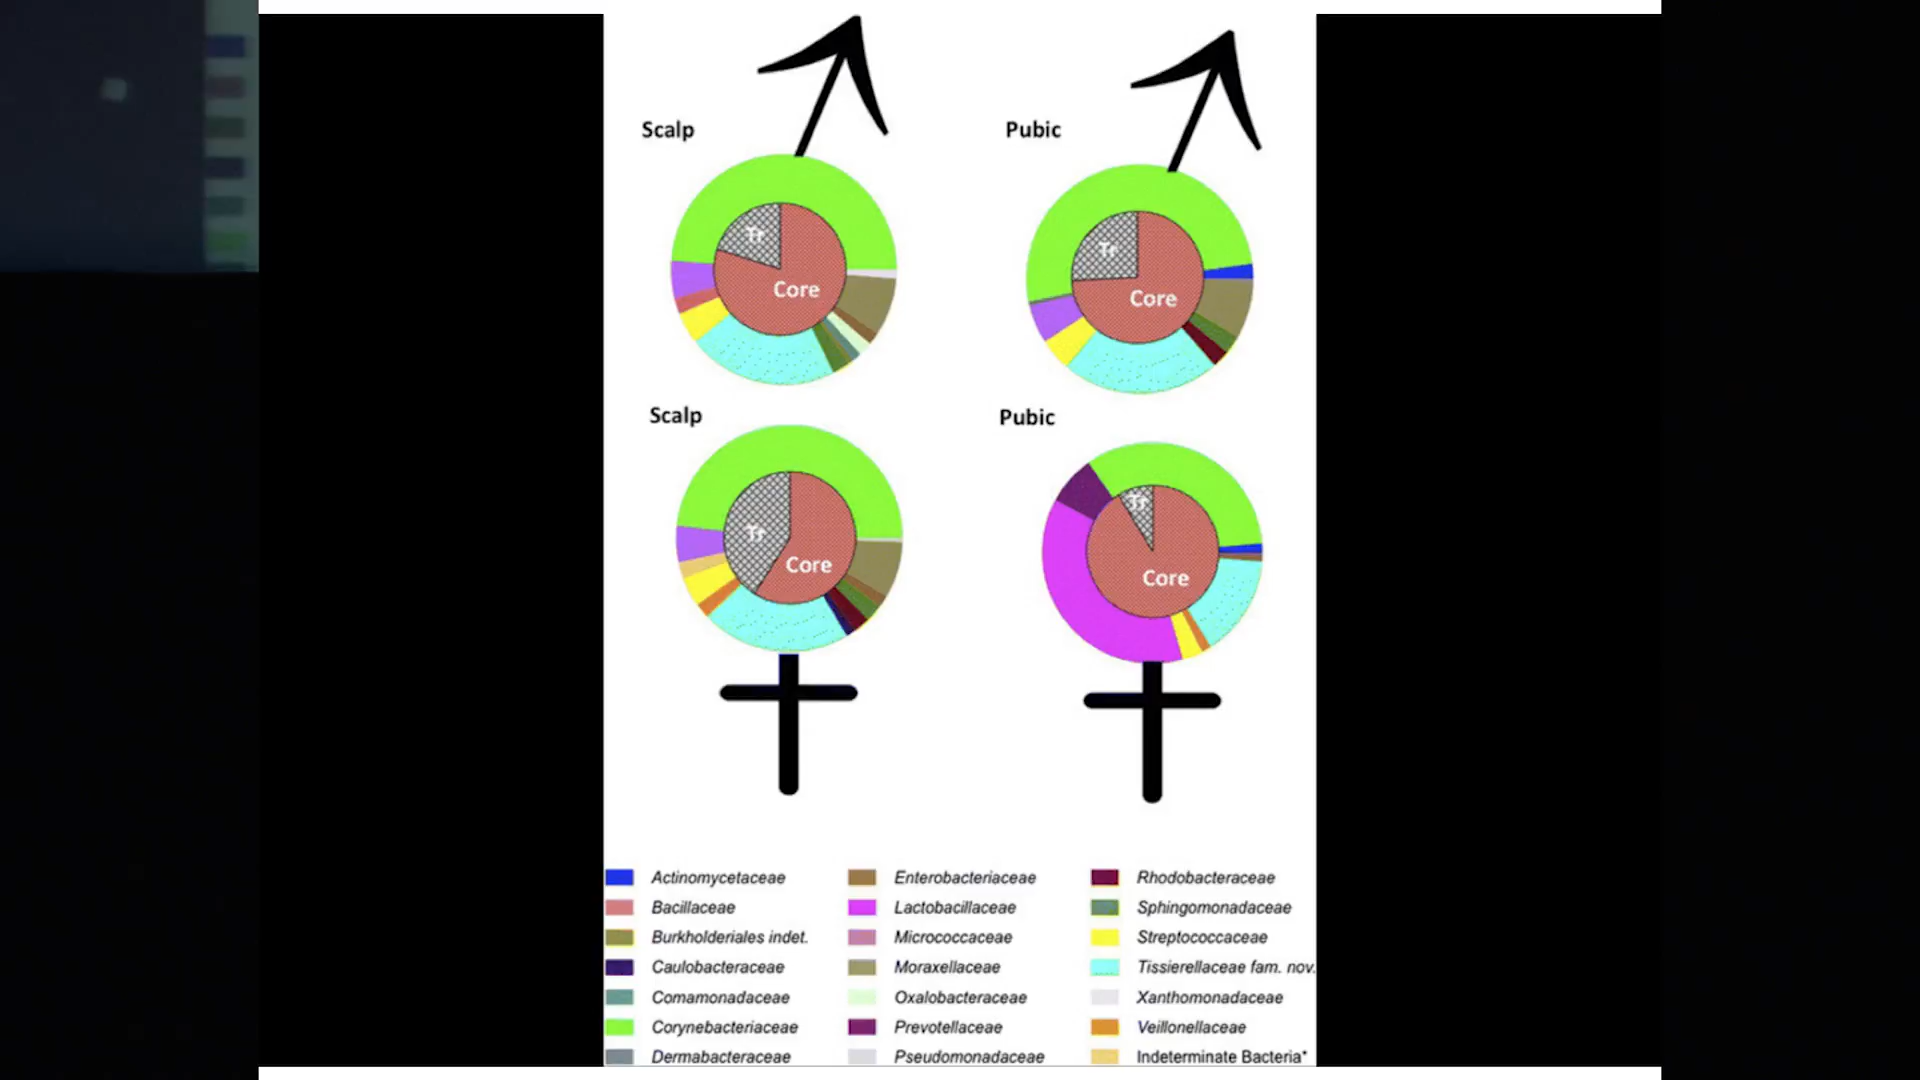 Scalp
Pubic
Tr
Core
Tr
Core
Scalp
Pubic
Tr
Core
Tr
Core
Actinomycetaceae
Enterobacteriaceae
Rhodobacteraceae
Bacillaceae
Lactobacillaceae
Sphingomonadaceae
Burkholderiales indet.
Micrococcaceae
Streptococcaceae
Caulobacteraceae
Moraxellaceae
Tissierellaceae fam. nov.
Comamonadaceae
Oxalobacteraceae
Xanthomonadaceae
Corynebacteriaceae
Prevotellaceae
Veillonellaceae
Dermabacteraceae
Pseudomonadaceae
Indeterminate Bacteria*